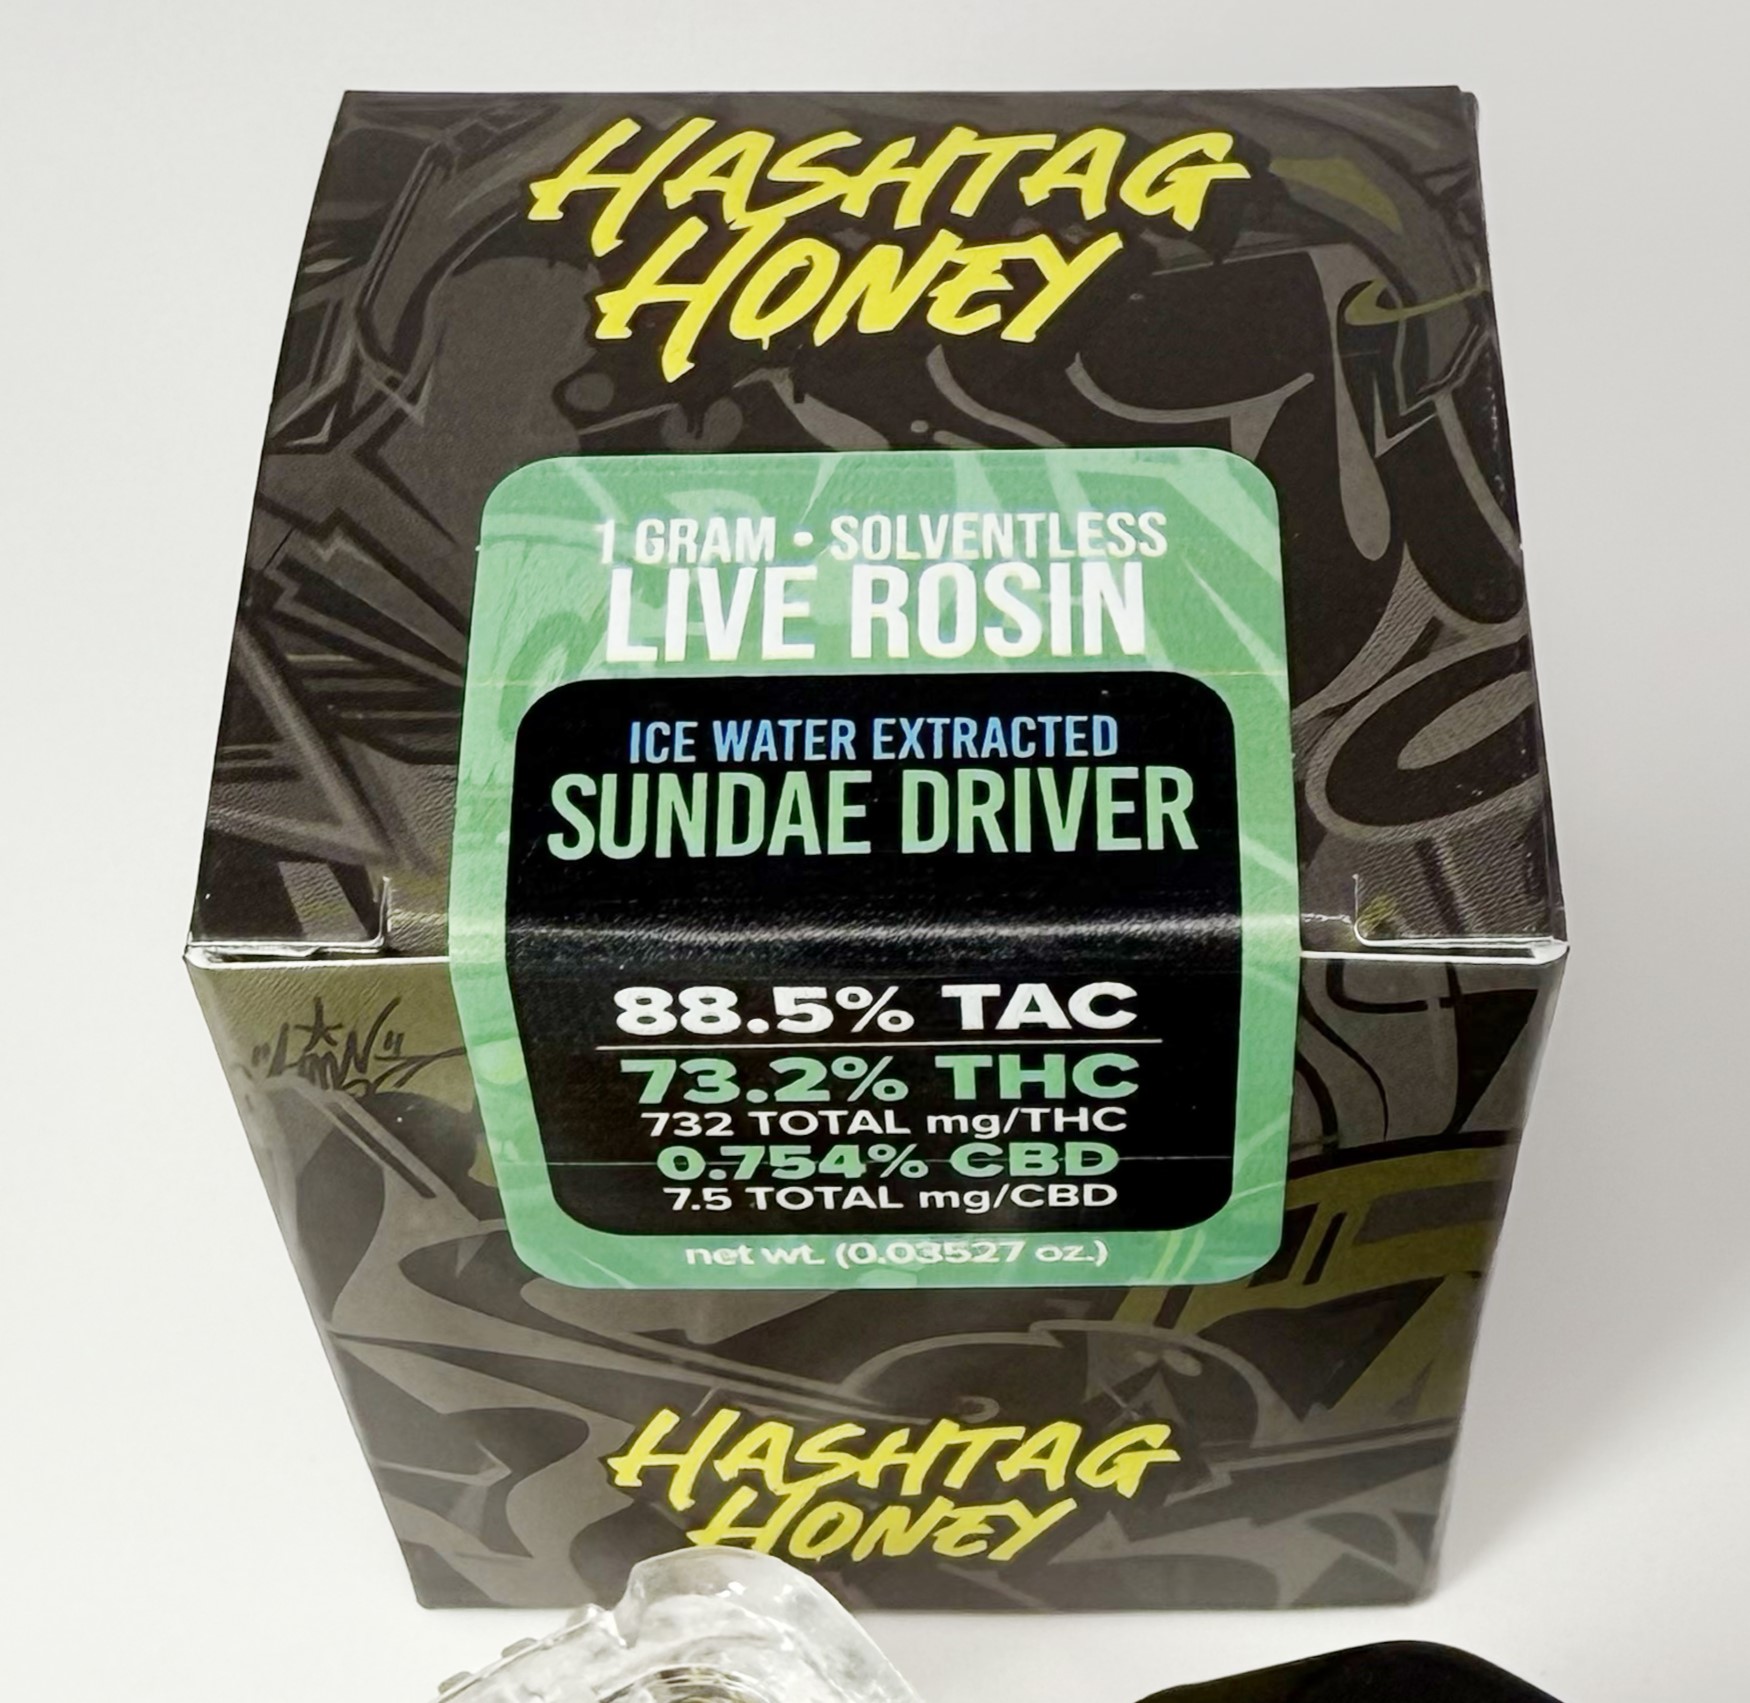 HASHTAG
HONEY
1 GRAM • SOLVENTLESS
LIVE ROSIN
ICE WATER EXTRACTED
SUNDAE DRIVER
88.5% TAC
73.2% THC
732 TOTAL mg/THC
0.754% CBD
7.5 TOTAL mg/CBD
net wt. (0.03527 oz.)
HASHTAG
HONEY